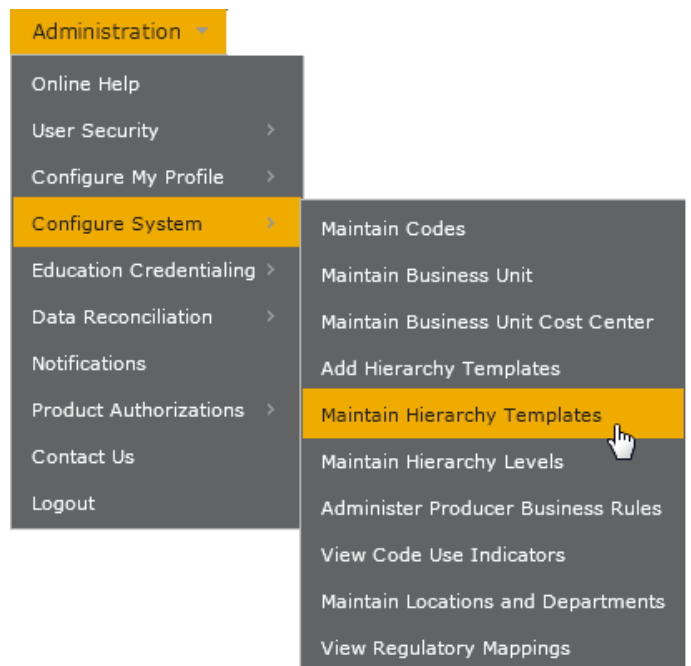 Administration
Online Help
User Security
Configure My Profile
Configure System
Education Credentialing
Data Reconciliation
Notifications
Product Authorizations
Contact Us
Logout
Maintain Codes
Maintain Business Unit
Maintain Business Unit Cost Center
Add Hierarchy Templates
Maintain Hierarchy Templates
Maintain Hierarchy Levels
Administer Producer Business Rules
View Code Use Indicators
Maintain Locations and Departments
View Regulatory Mappings